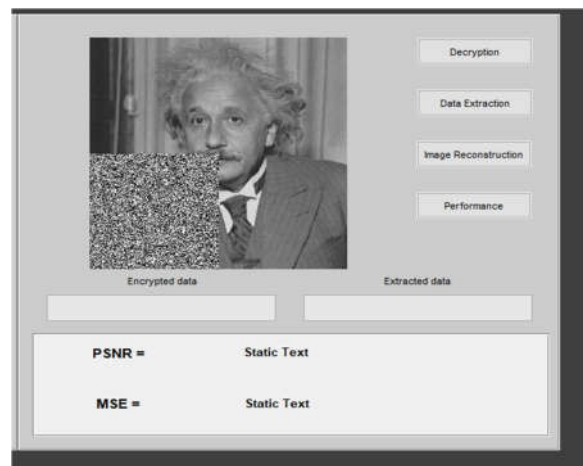 Decryption
Data Extraction
Image Reconstruction
Performance
Encrypted data
Extracted data
PSNR = Static Text
MSE = Static Text